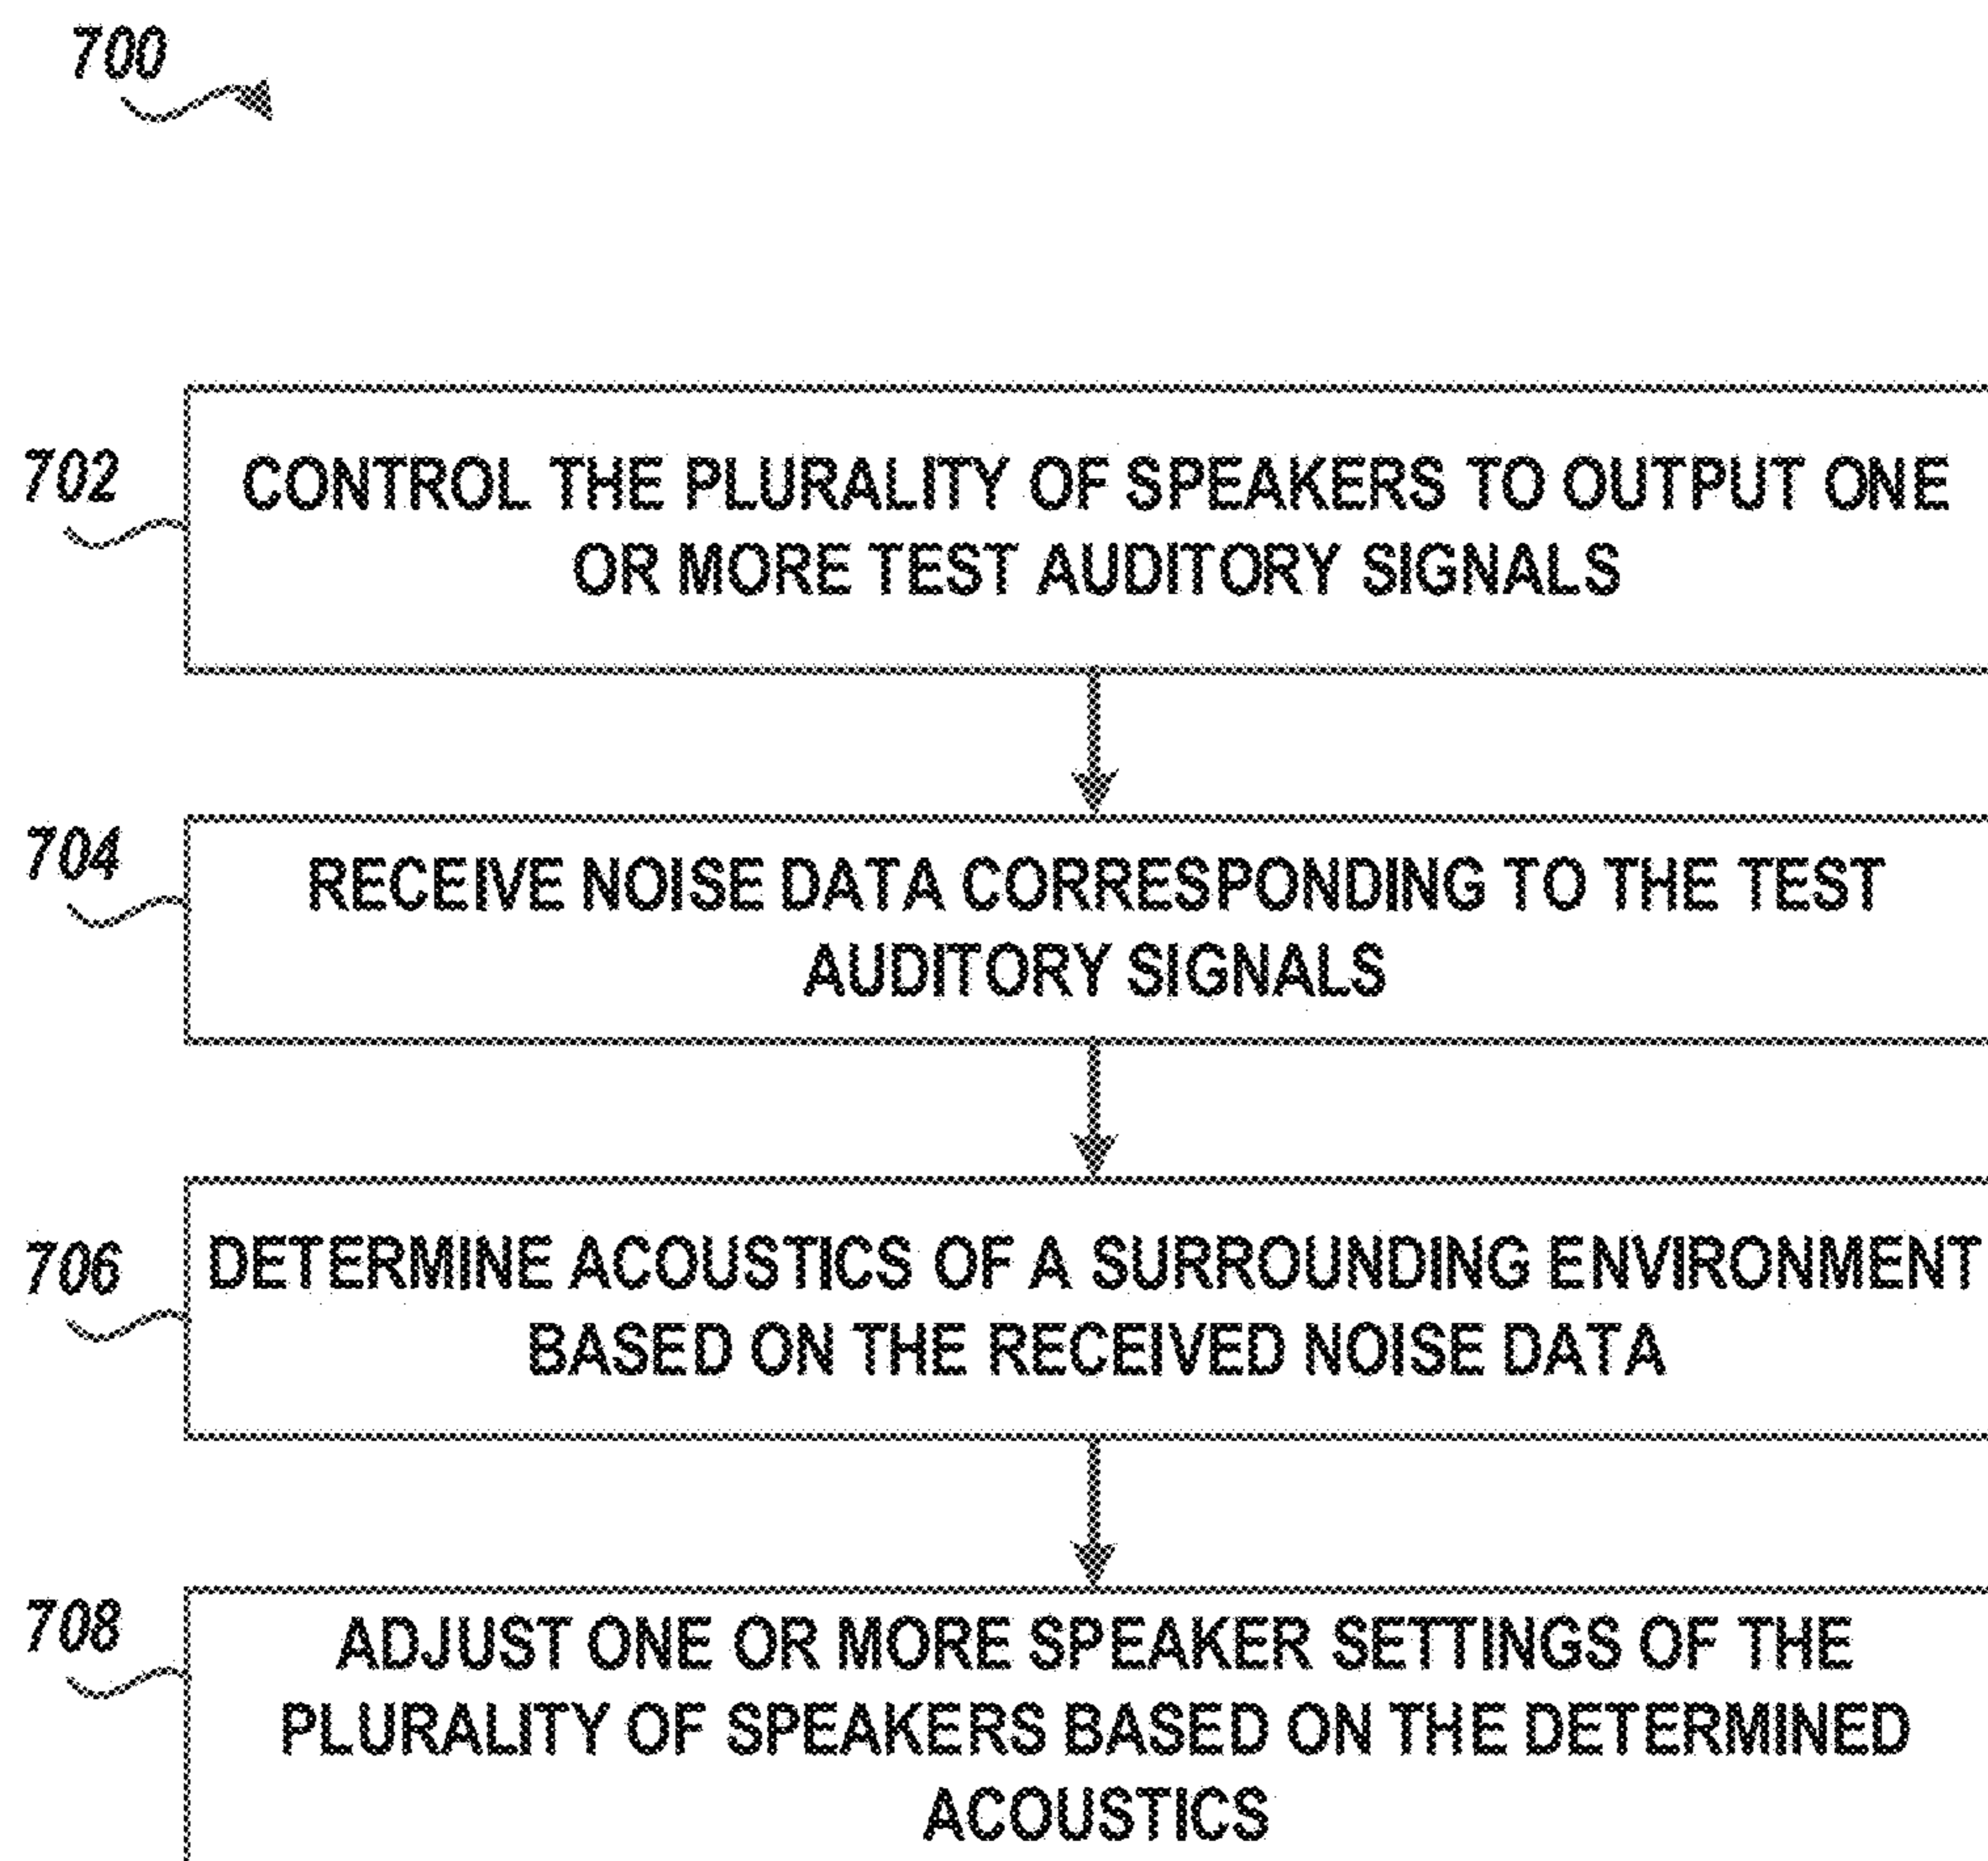 700
702
CONTROL THE PLURALITY OF SPEAKERS TO OUTPUT ONE
OR MORE TEST AUDITORY SIGNALS
704
RECEIVE NOISE DATA CORRESPONDING TO THE TEST
AUDITORY SIGNALS
706
DETERMINE ACOUSTICS OF A SURROUNDING ENVIRONMENT
BASED ON THE RECEIVED NOISE DATA
708
ADJUST ONE OR MORE SPEAKER SETTINGS OF THE
PLURALITY OF SPEAKERS BASED ON THE DETERMINED
ACOUSTICS